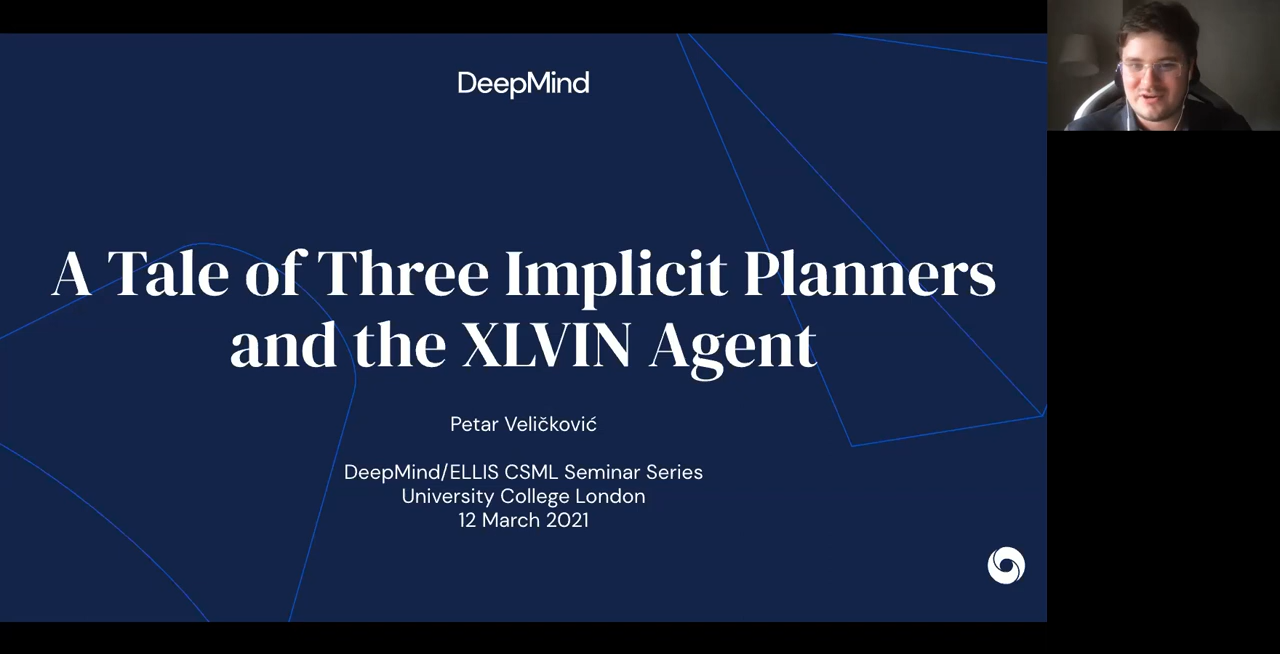 DeepMind
A Tale of Three Implicit Planners
and the XLVIN Agent
Petar Veličković
DeepMind/ELLIS CSML Seminar Series
University College London
12 March 2021